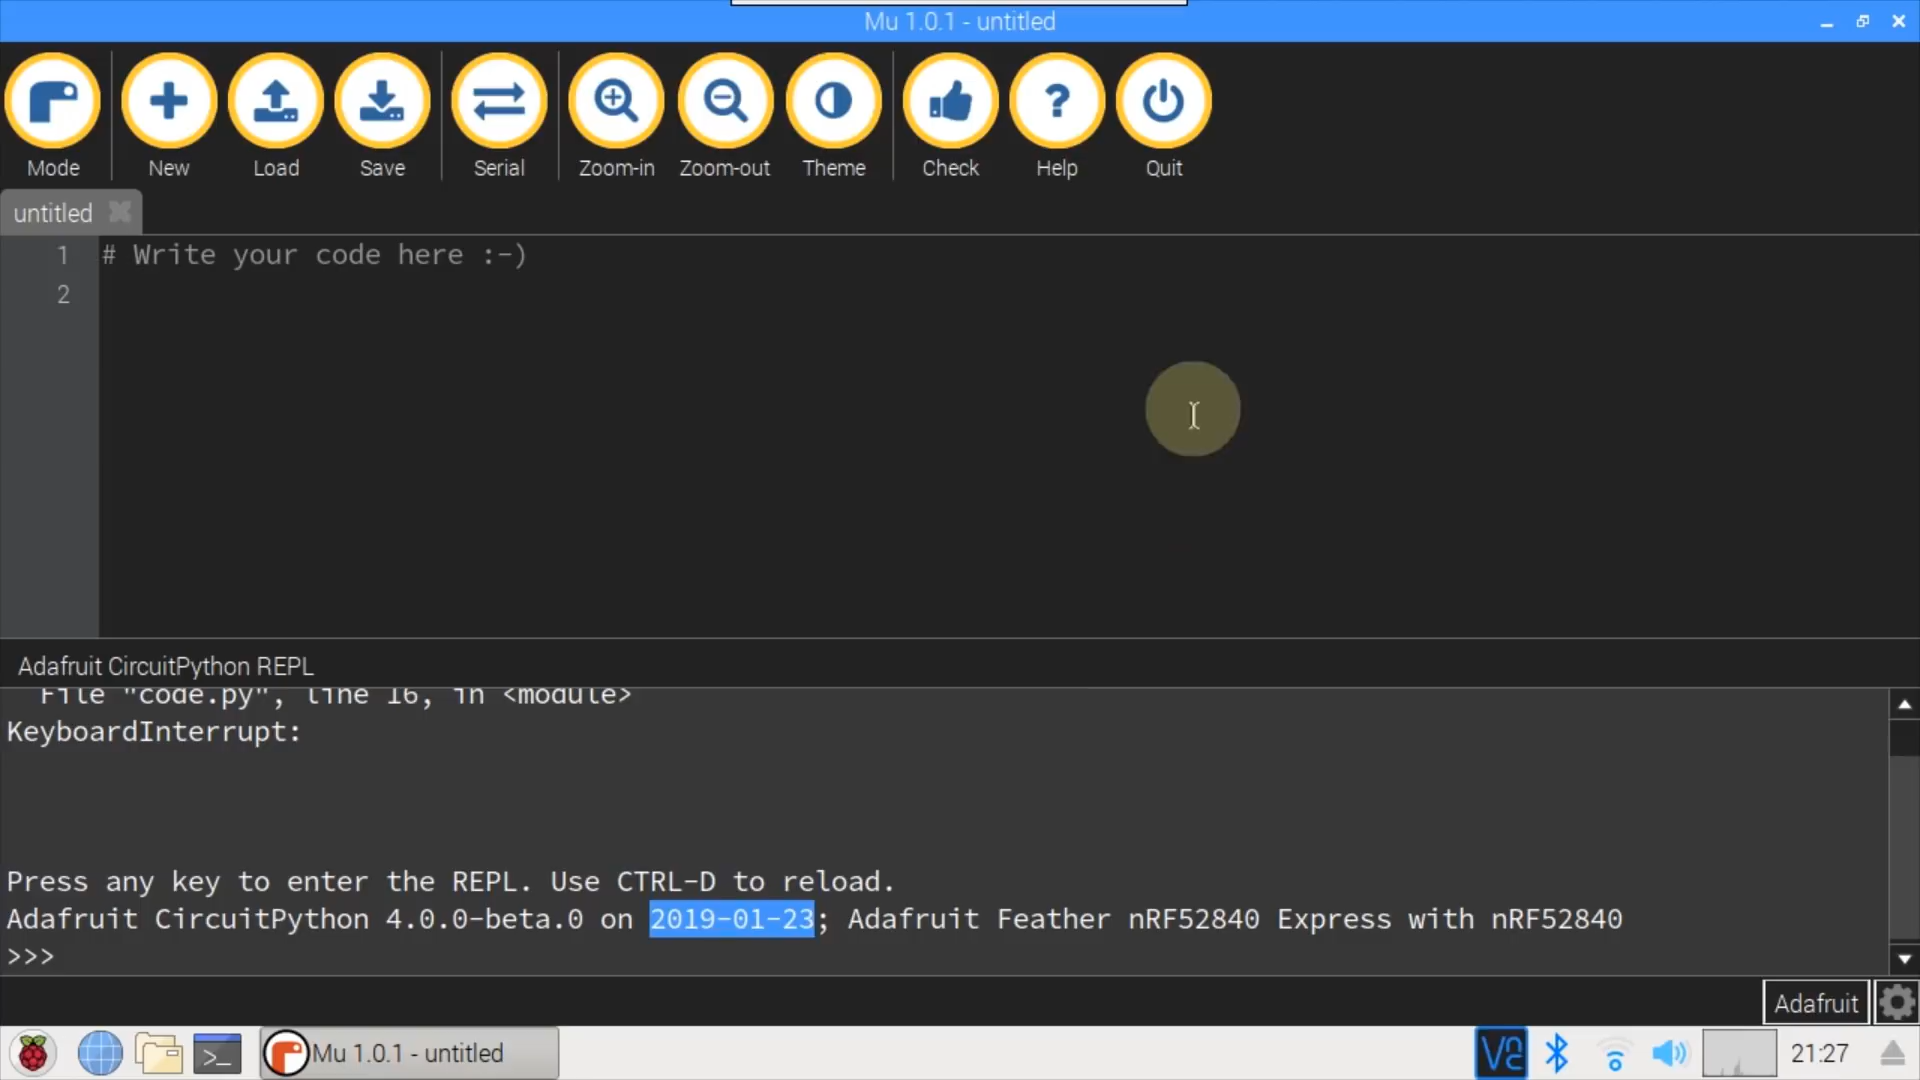 Mu 1.0.1 - untitled
Mode New Load Save Serial Zoom-in Zoom-out Theme Check Help Quit
untitled
1 # Write your code here :-)
2
Adafruit CircuitPython REPL
File "code.py", line 16, in <module>
KeyboardInterrupt:
Press any key to enter the REPL. Use CTRL-D to reload.
Adafruit CircuitPython 4.0.0-beta.0 on 2019-01-23; Adafruit Feather nRF52840 Express with nRF52840
>>>
Adafruit
Mu 1.0.1 - untitled
21:27